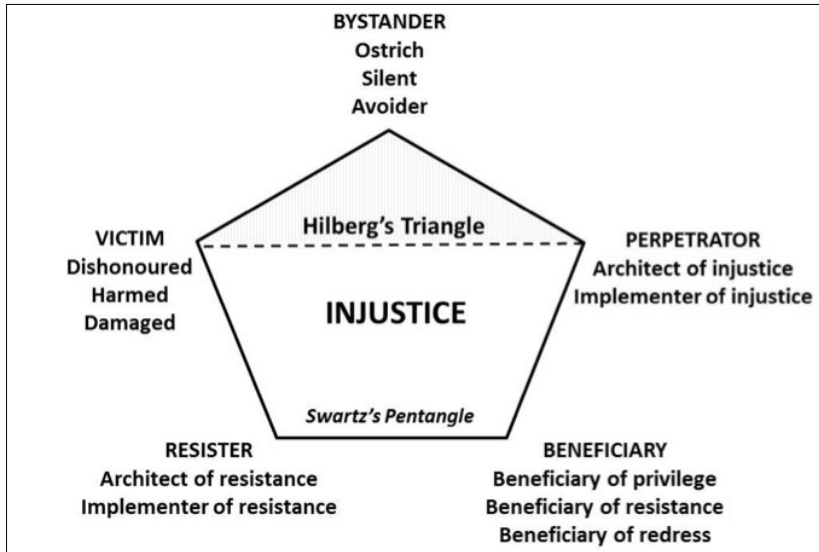 BYSTANDER
Ostrich
Silent
Avoider
Hilberg's Triangle
VICTIM
Dishonoured
Harmed
Damaged
PERPETRATOR
Architect of injustice
Implementer of injustice
INJUSTICE
Swartz's Pentangle
RESISTER
Architect of resistance
Implementer of resistance
BENEFICIARY
Beneficiary of privilege
Beneficiary of resistance
Beneficiary of redress